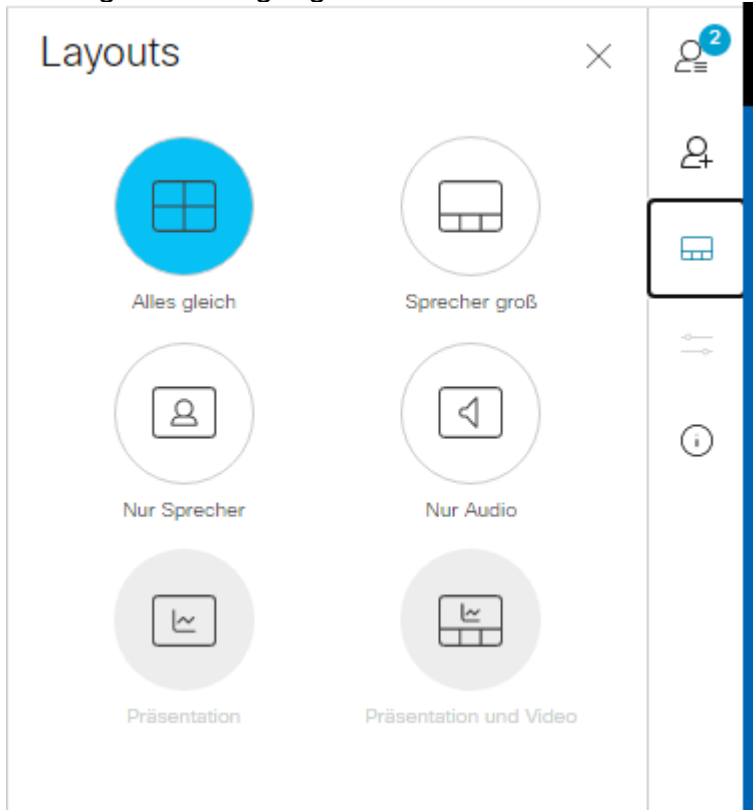 Layouts
2
Alles gleich
Sprecher groß
Nur Sprecher
Nur Audio
Präsentation
Präsentation und Video